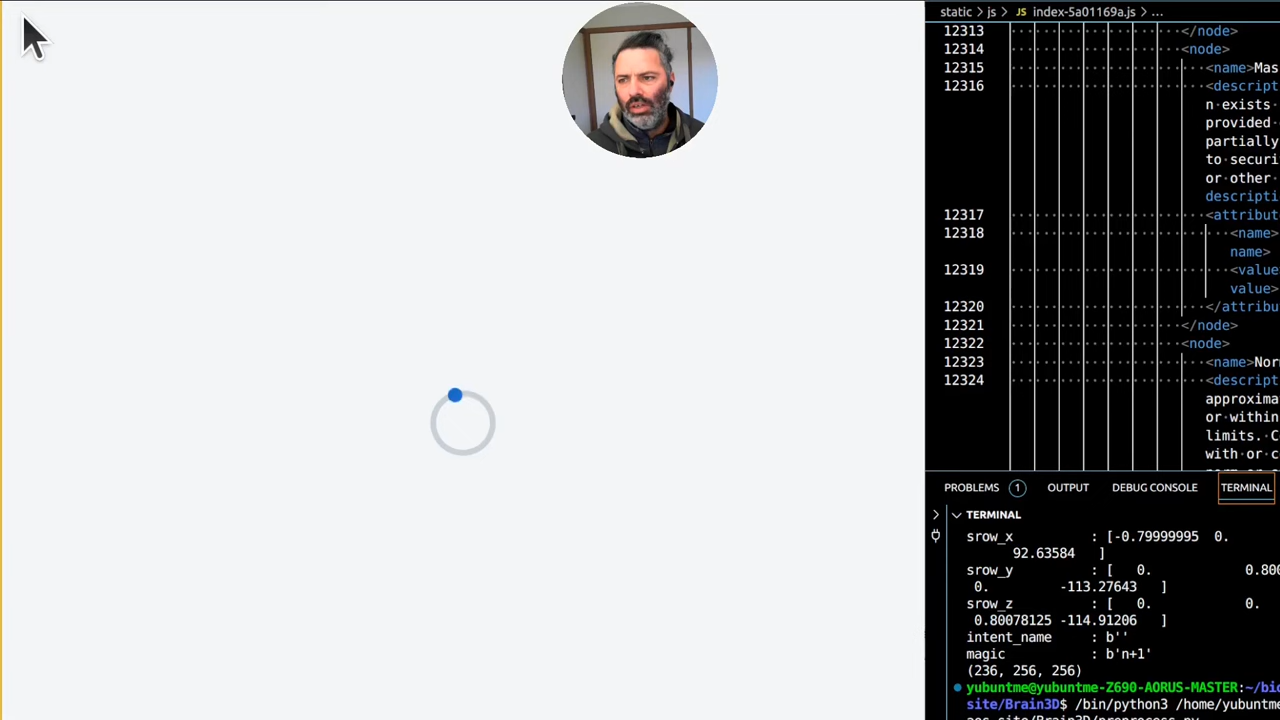 static > js > JS index-5a01169a.js > ...
12313 </node>
12314 <node>
12315 <name>Mas
12316 <descript
n exists
provided
partially
to securi
or other
descripti
12317 <attribut
12318 <name>
name>
12319 <value
value>
12320 </attribu
12321 </node>
12322 <node>
12323 <name>Nor
12324 <descript
approxima
or within
limits. C
with or c
PROBLEMS 1 OUTPUT DEBUG CONSOLE TERMINAL
TERMINAL
srow_x : [-0.79999995 0.
92.63584 ]
srow_y : [ 0. 0.800
0. -113.27643 ]
srow_z : [ 0. 0.
0.80078125 -114.91206 ]
intent_name : b''
magic : b'n+1'
(236, 256, 256)
yubuntme@yubuntme-Z690-AORUS-MASTER:~/bio
site/Brain3D$ /bin/python3 /home/yubuntme